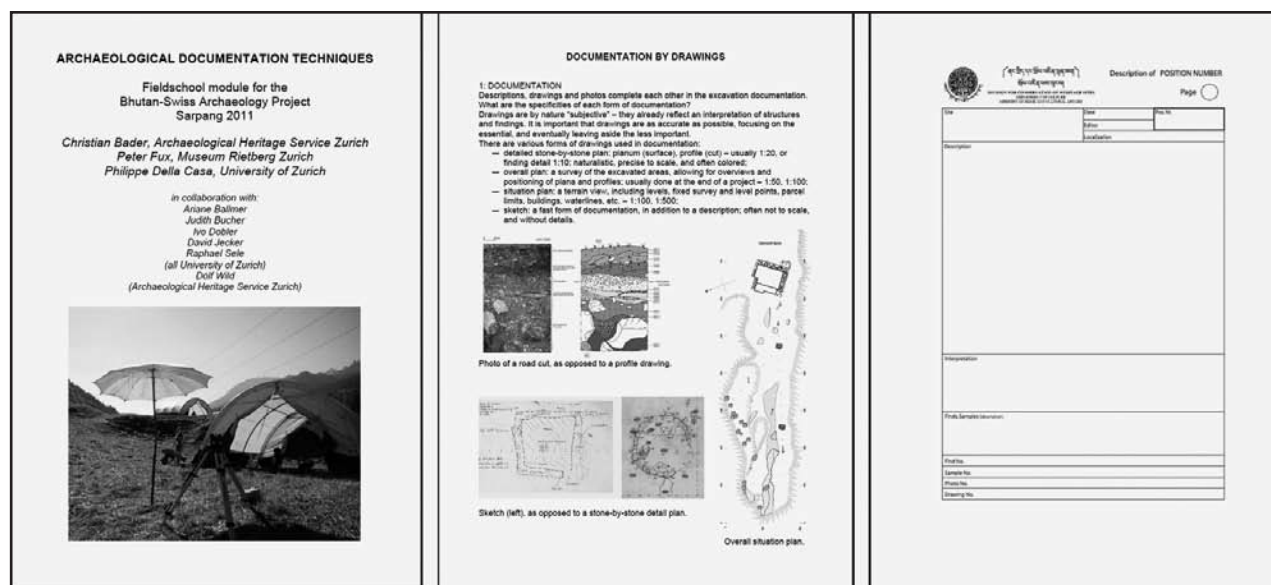 ARCHAEOLOGICAL DOCUMENTATION TECHNIQUES
Fieldschool module for the
Bhutan-Swiss Archaeology Project
Sarpang 2011
Christian Bader, Archaeological Heritage Service Zurich
Peter Fux, Museum Rietberg Zurich
Philippe Della Casa, University of Zurich
in collaboration with:
Ariane Ballmer
Judith Bucher
Ivo Dobler
David Jecker
Raphael Sele
(all University of Zurich)
Dolf Wild
(Archaeological Heritage Service Zurich)
DOCUMENTATION BY DRAWINGS
1: DOCUMENTATION
Descriptions, drawings and photos complete each other in the excavation documentation.
What are the specificities of each form of documentation?
Drawings are by nature "subjective" – they already reflect an interpretation of structures
and findings. It is important that drawings are as accurate as possible, focusing on the
essential, and eventually leaving aside the less important.
There are various forms of drawings used in documentation:
— detailed stone-by-stone plan: planum (surface), profile (cut) – usually 1:20, or
finding detail 1:10: naturalistic, precise to scale, and often colored;
— overall plan: a survey of the excavated areas, allowing for overviews and
positioning of plana and profiles; usually done at the end of a project – 1:50, 1:100;
— situation plan: a terrain view, including levels, fixed survey and level points, parcel
limits, buildings, waterlines, etc. – 1:100, 1:500;
— sketch: a fast form of documentation, in addition to a description; often not to scale,
and without details.
Photo of a road cut, as opposed to a profile drawing.
Sketch (left), as opposed to a stone-by-stone detail plan.
Overall situation plan.
Description of POSITION NUMBER
Page
Site
Date
Pos.Nr.
Editor
Localisation
Description
Interpretation
Finds Samples
Find No.
Sample No.
Photo No.
Drawing No.